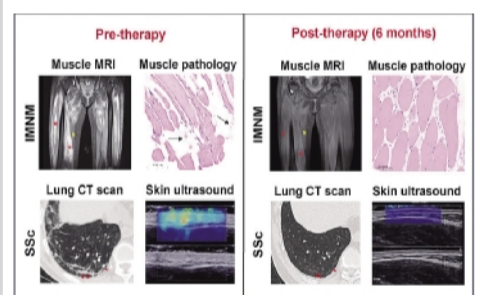 Pre-therapy
Muscle MRI
Muscle pathology
IMNM
Lung CT scan
Skin ultrasound
SSc
Post-therapy (6 months)
Muscle MRI
Muscle pathology
IMNM
Lung CT scan
Skin ultrasound
SSc